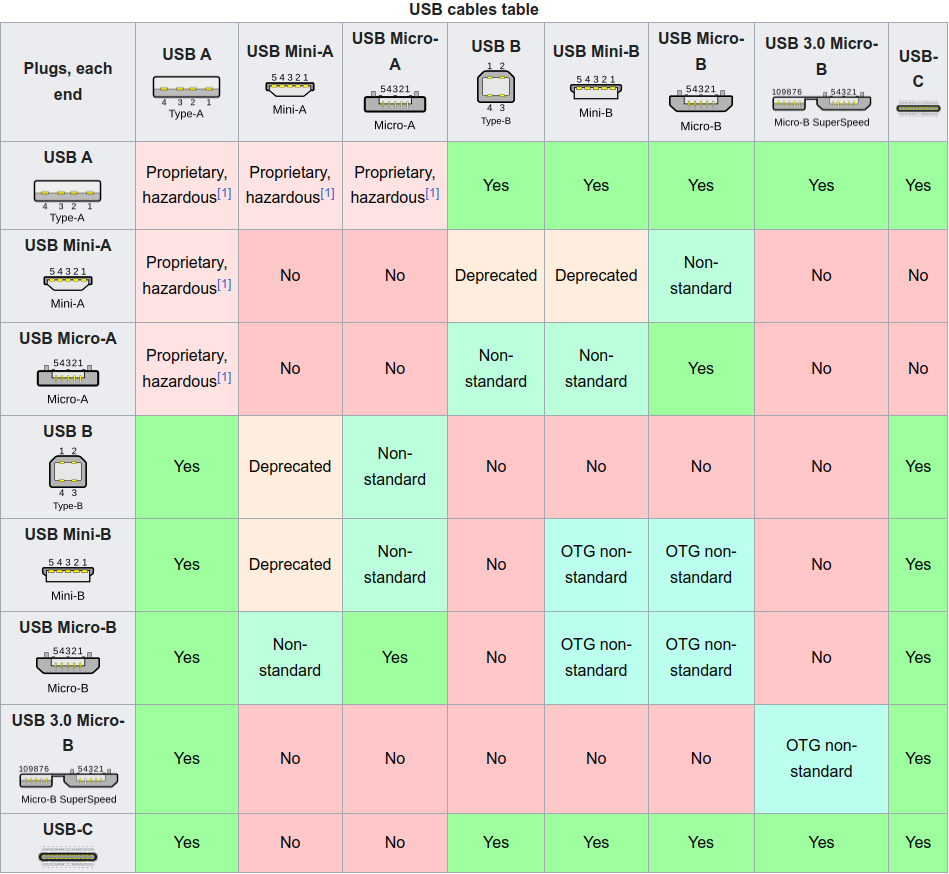 USB cables table
Plugs, each
end
USB A
4 3 2 1
Type-A
USB Mini-A
5 4 3 2 1
Mini-A
USB Micro-
A
54321
Micro-A
USB B
1 2
4 3
Type-B
USB Mini-B
5 4 3 2 1
Mini-B
USB Micro-
B
54321
Micro-B
USB 3.0 Micro-
B
109876 54321
Micro-B SuperSpeed
USB-
C
USB A
4 3 2 1
Type-A
Proprietary,
hazardous[1]
Proprietary,
hazardous[1]
Proprietary,
hazardous[1]
Yes
Yes
Yes
Yes
Yes
USB Mini-A
5 4 3 2 1
Mini-A
Proprietary,
hazardous[1]
No
No
Deprecated
Deprecated
Non-
standard
No
No
USB Micro-A
54321
Micro-A
Proprietary,
hazardous[1]
No
No
Non-
standard
Non-
standard
Yes
No
No
USB B
1 2
4 3
Type-B
Yes
Deprecated
Non-
standard
No
No
No
No
Yes
USB Mini-B
5 4 3 2 1
Mini-B
Yes
Deprecated
Non-
standard
No
OTG non-
standard
OTG non-
standard
No
Yes
USB Micro-B
54321
Micro-B
Yes
Non-
standard
Yes
No
OTG non-
standard
OTG non-
standard
No
Yes
USB 3.0 Micro-
B
109876 54321
Micro-B SuperSpeed
Yes
No
No
No
No
No
OTG non-
standard
Yes
USB-C
Yes
No
No
Yes
Yes
Yes
Yes
Yes